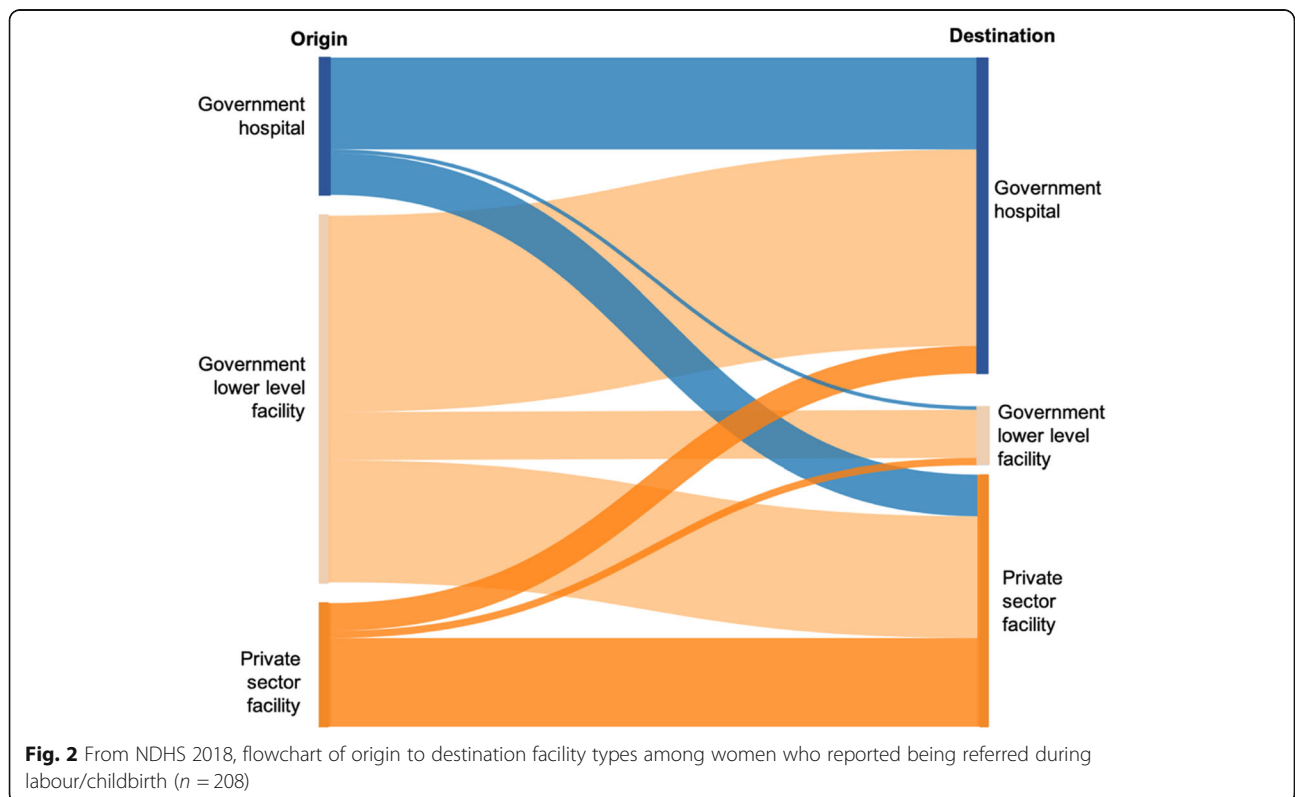 Origin
Destination
Government
hospital
Government
lower level
facility
Private
sector
facility
Government
hospital
Government
lower level
facility
Private
sector
facility
Fig. 2 From NDHS 2018, flowchart of origin to destination facility types among women who reported being referred during
labour/childbirth (n = 208)